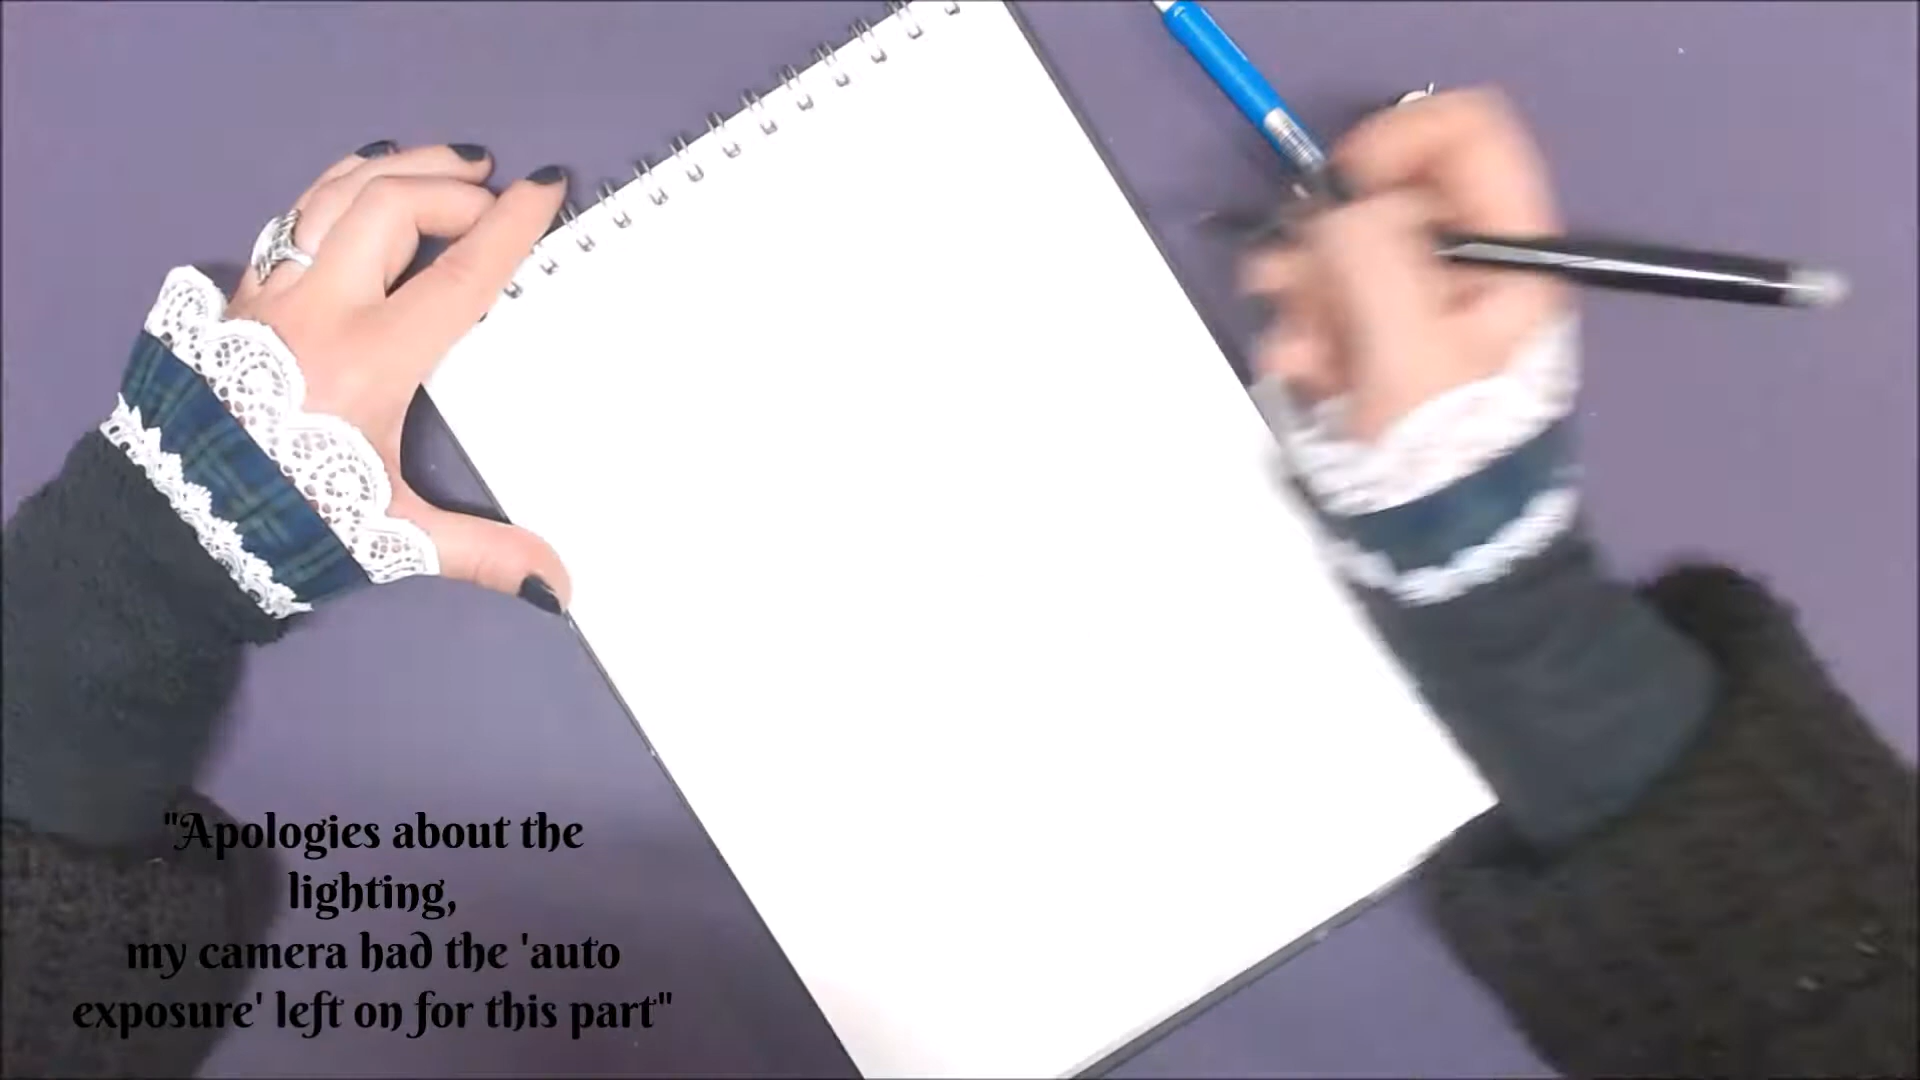 "Apologies about the
lighting,
my camera had the 'auto
exposure' left on for this part"